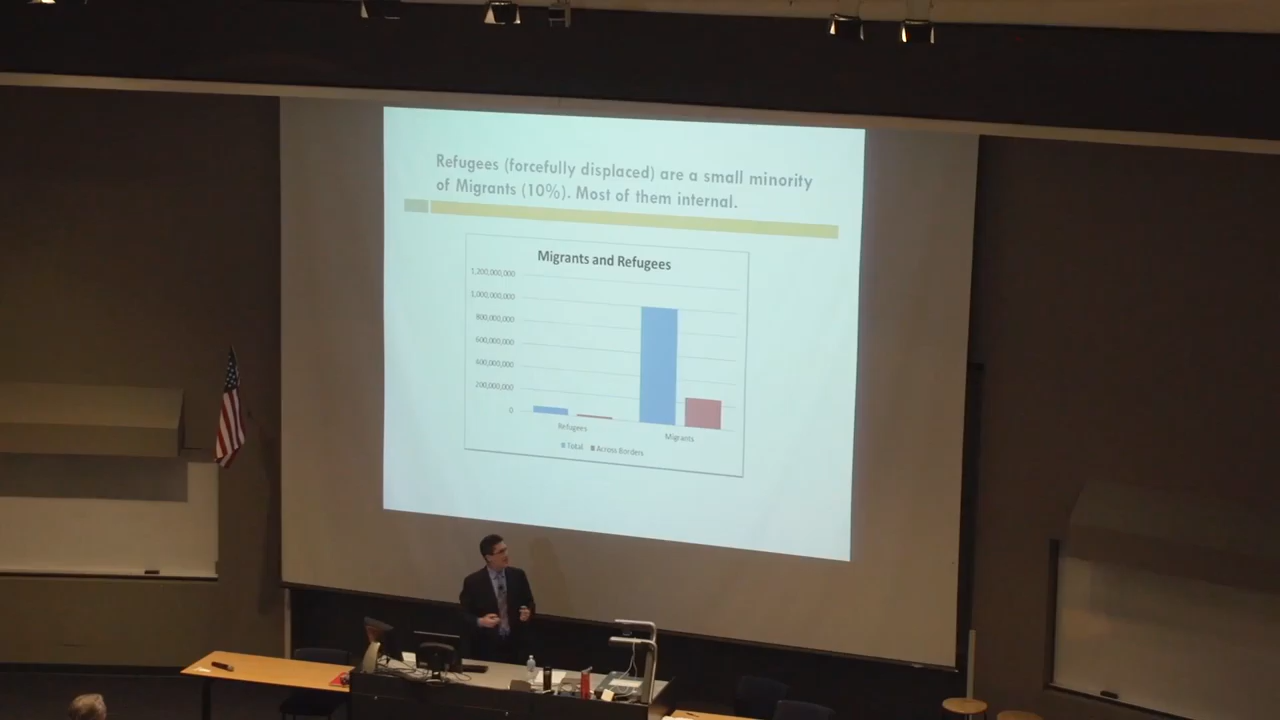 Refugees (forcefully displaced) are a small minority
of Migrants (10%). Most of them internal.
Migrants and Refugees
1,200,000,000
1,000,000,000
800,000,000
600,000,000
400,000,000
200,000,000
0
Refugees
Migrants
Total
Across Borders